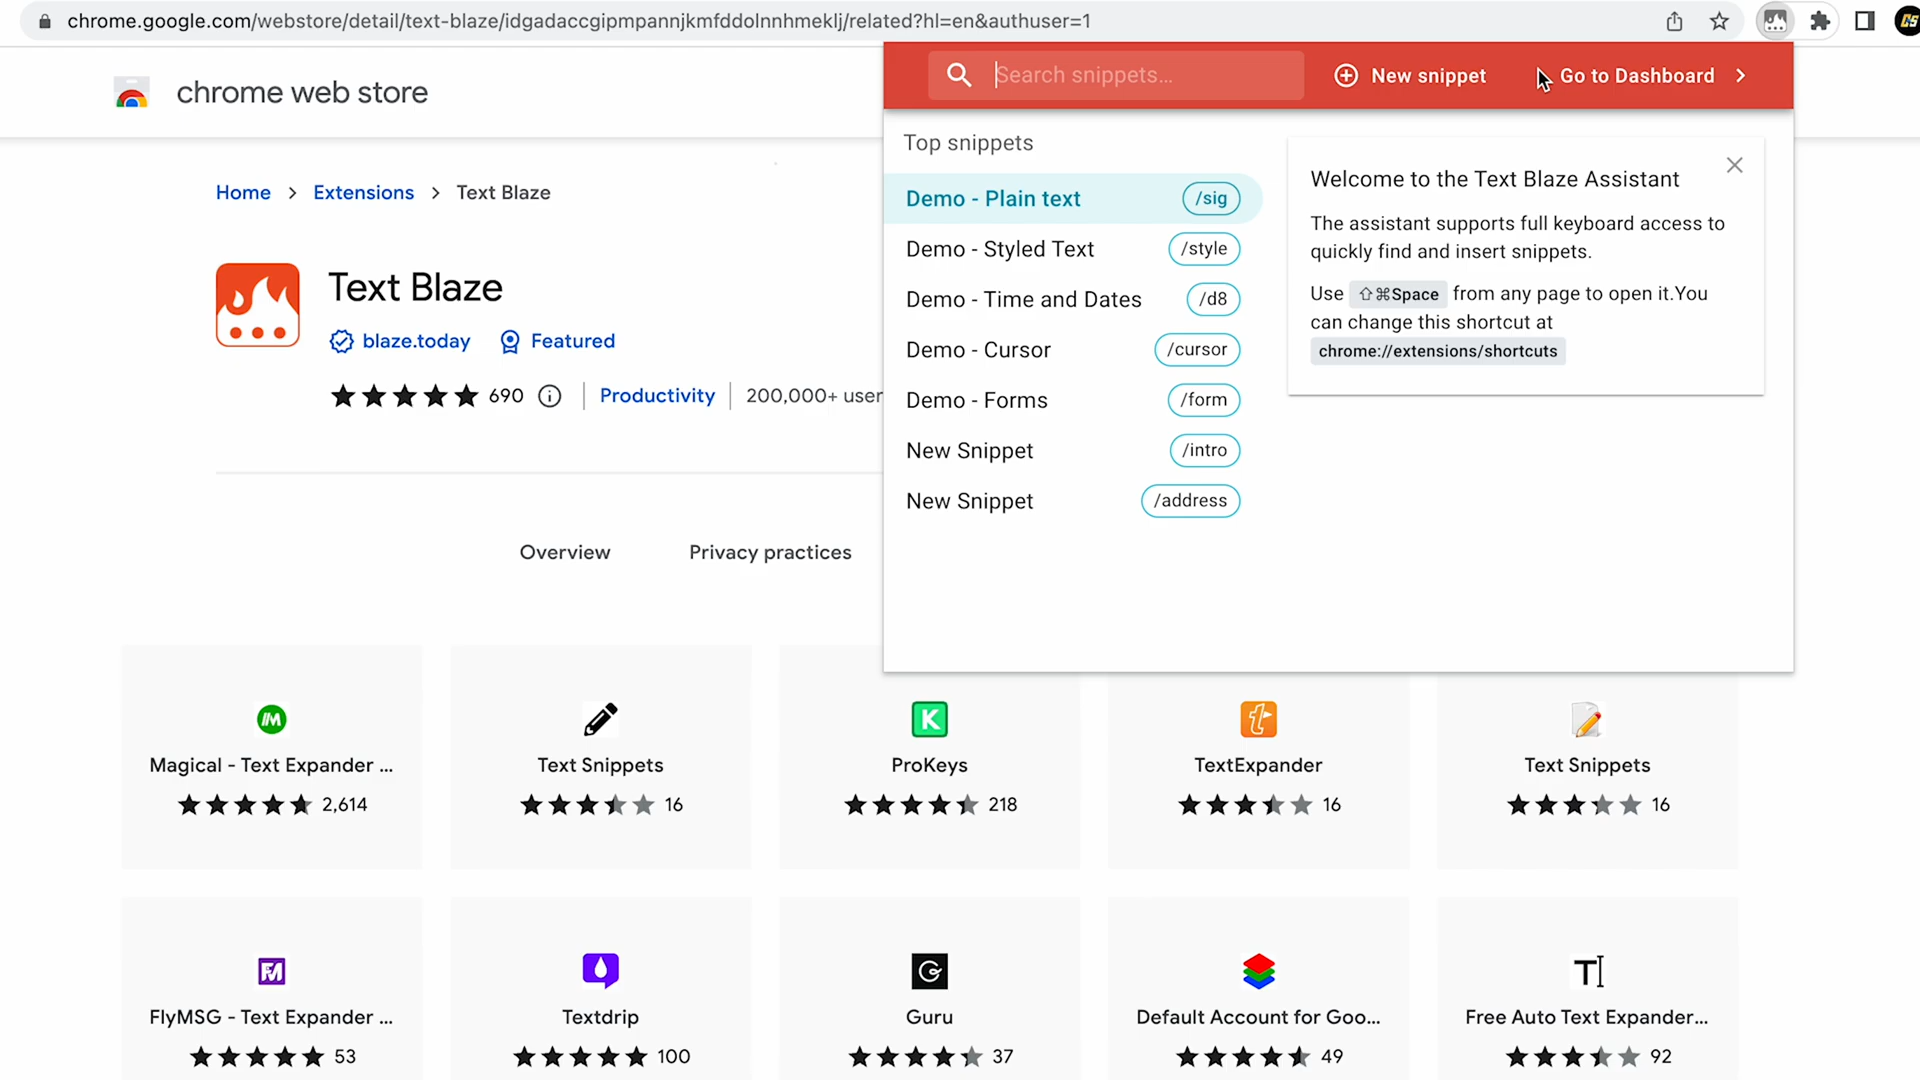 chrome.google.com/webstore/detail/text-blaze/idgadaccgipmpannjkmfddolnnhmeklj/related?hl=en&authuser=1
chrome web store
Search snippets...
New snippet
Go to Dashboard
Top snippets
Demo - Plain text /sig
Demo - Styled Text /style
Demo - Time and Dates /d8
Demo - Cursor /cursor
Demo - Forms /form
New Snippet /intro
New Snippet /address
Welcome to the Text Blaze Assistant
The assistant supports full keyboard access to
quickly find and insert snippets.
Use ⇧⌘Space from any page to open it.You
can change this shortcut at
chrome://extensions/shortcuts
Home > Extensions > Text Blaze
Text Blaze
blaze.today Featured
690 Productivity 200,000+ user
Overview
Privacy practices
Magical - Text Expander ...
2,614
Text Snippets
16
ProKeys
218
TextExpander
16
Text Snippets
16
FlyMSG - Text Expander ...
53
Textdrip
100
Guru
37
Default Account for Goo...
49
Free Auto Text Expander...
92